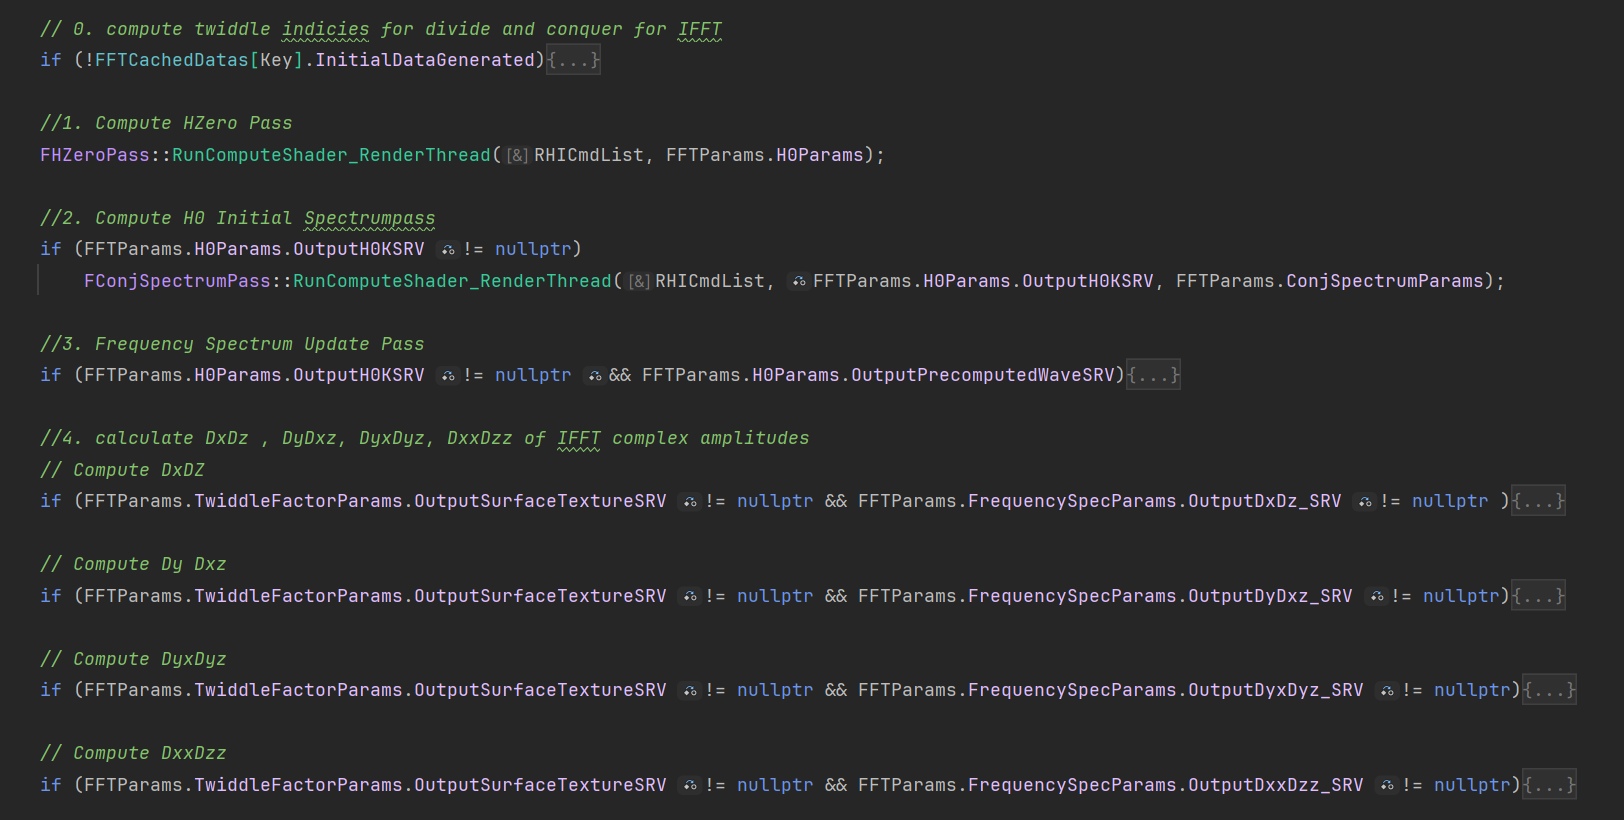 // 0. compute twiddle indicies for divide and conquer for IFFT
if (!FFTCachedDatas[Key].InitialDataGenerated){...}
//1. Compute HZero Pass
FHZeroPass::RunComputeShader_RenderThread([&]RHICmdList, FFTParams.H0Params);
//2. Compute H0 Initial Spectrumpass
if (FFTParams.H0Params.OutputH0KSRV != nullptr)
FConjSpectrumPass::RunComputeShader_RenderThread([&]RHICmdList, FFTParams.H0Params.OutputH0KSRV, FFTParams.ConjSpectrumParams);
//3. Frequency Spectrum Update Pass
if (FFTParams.H0Params.OutputH0KSRV != nullptr && FFTParams.H0Params.OutputPrecomputedWaveSRV){...}
//4. calculate DxDz , DyDxz, DyxDyz, DxxDzz of IFFT complex amplitudes
// Compute DxDZ
if (FFTParams.TwiddleFactorParams.OutputSurfaceTextureSRV != nullptr && FFTParams.FrequencySpecParams.OutputDxDz_SRV != nullptr ){...}
// Compute Dy Dxz
if (FFTParams.TwiddleFactorParams.OutputSurfaceTextureSRV != nullptr && FFTParams.FrequencySpecParams.OutputDyDxz_SRV != nullptr){...}
// Compute DyxDyz
if (FFTParams.TwiddleFactorParams.OutputSurfaceTextureSRV != nullptr && FFTParams.FrequencySpecParams.OutputDyxDyz_SRV != nullptr){...}
// Compute DxxDzz
if (FFTParams.TwiddleFactorParams.OutputSurfaceTextureSRV != nullptr && FFTParams.FrequencySpecParams.OutputDxxDzz_SRV != nullptr){...}